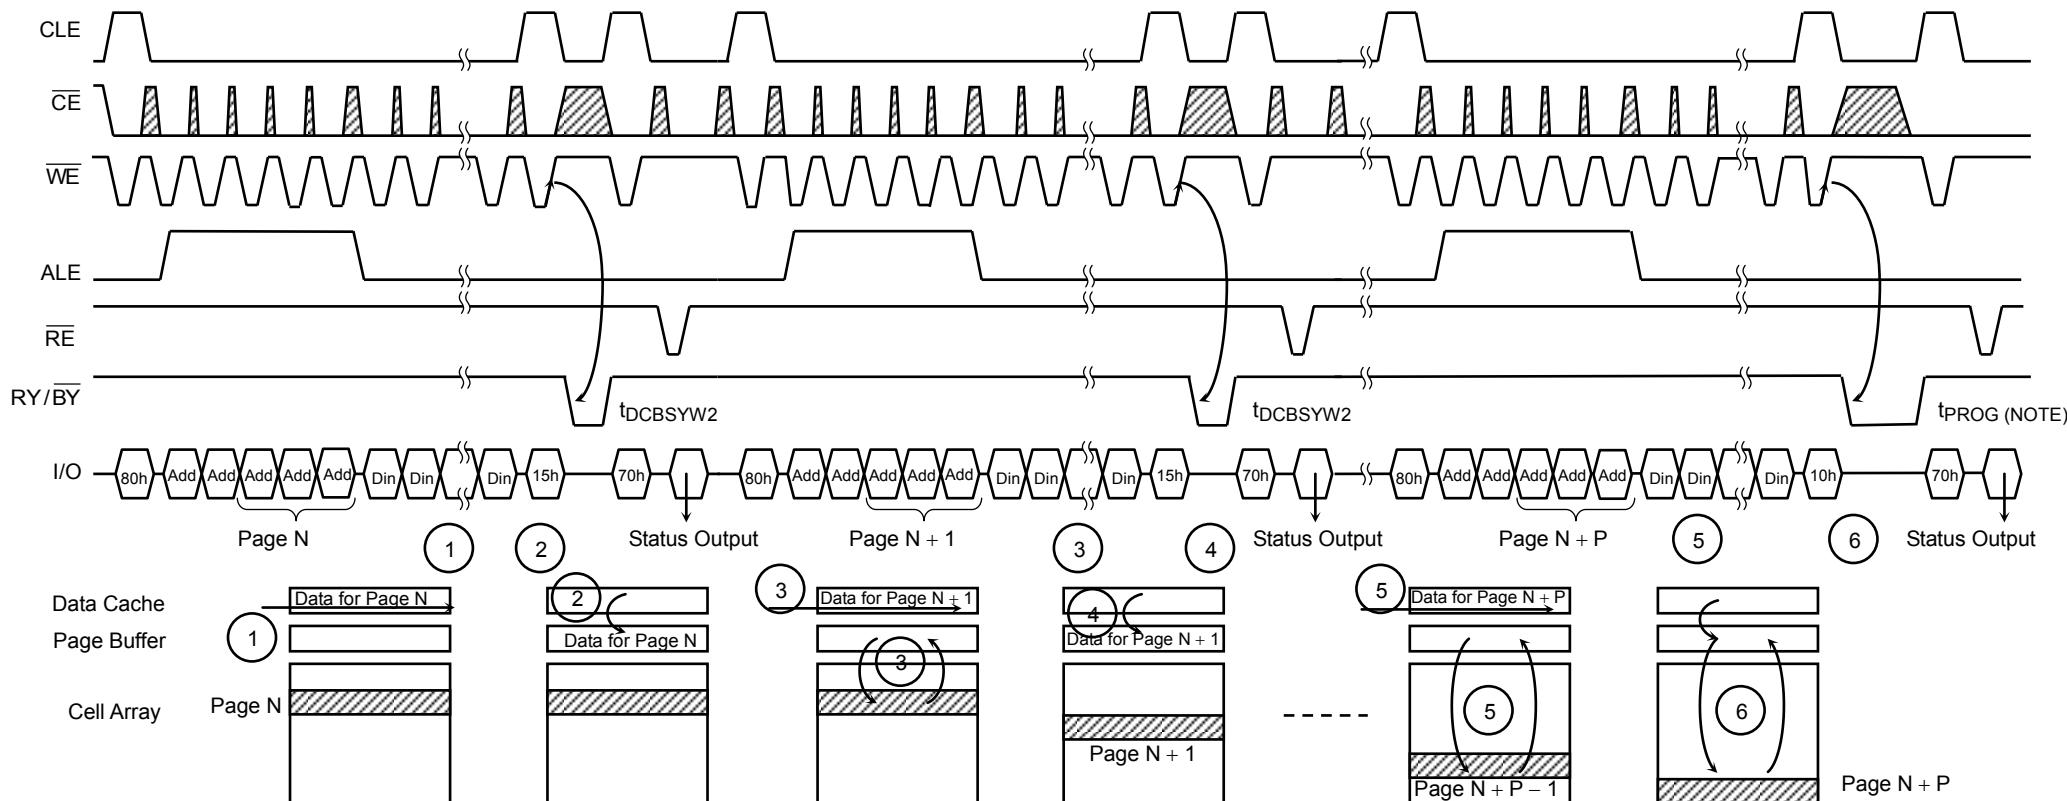 CLE
CE
WE
ALE
RE
RY/BY
tDCBSYW2 tDCBSYW2 tPROG (NOTE)
I/O 80h Add Add Add Add Add Din Din Din 15h 70h 80h Add Add Add Add Add Din Din Din 15h 70h 80h Add Add Add Add Add Din Din Din 10h 70h
Page N 1 2 Status Output Page N + 1 3 4 Status Output Page N + P 5 6 Status Output
Data Cache Data for Page N 2 3 Data for Page N + 1 5 Data for Page N + P
Page Buffer 1 Data for Page N 3 4 Data for Page N + 1
Cell Array Page N 5 6
Page N + 1 Page N + P − 1 Page N + P